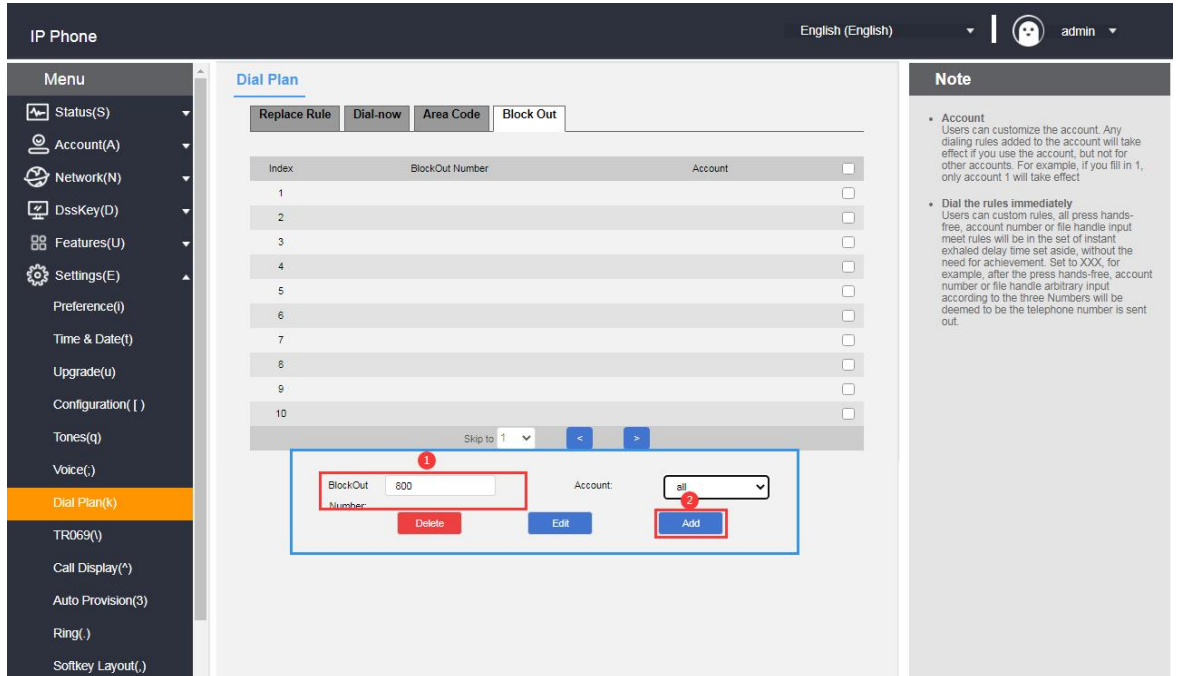 IP Phone
English (English)
admin
Menu
Status(S)
Account(A)
Network(N)
DssKey(D)
Features(U)
Settings(E)
Preference(i)
Time & Date(t)
Upgrade(u)
Configuration( [ )
Tones(q)
Voice(;)
Dial Plan(k)
TR069(\)
Call Display(^)
Auto Provision(3)
Ring(.)
Softkey Layout(,)
Dial Plan
Replace Rule Dial-now Area Code Block Out
Index BlockOut Number Account
1
2
3
4
5
6
7
8
9
10
Skip to 1 < >
1
BlockOut 800 Account: all
Number:
2
Delete Edit Add
Note
Account
Users can customize the account. Any
dialing rules added to the account will take
effect if you use the account, but not for
other accounts. For example, if you fill in 1,
only account 1 will take effect
Dial the rules immediately
Users can custom rules, all press hands-
free, account number or file handle input
meet rules will be in the set of instant
exhaled delay time set aside, without the
need for achievement. Set to XXX, for
example, after the press hands-free, account
number or file handle arbitrary input
according to the three Numbers will be
deemed to be the telephone number is sent
out.